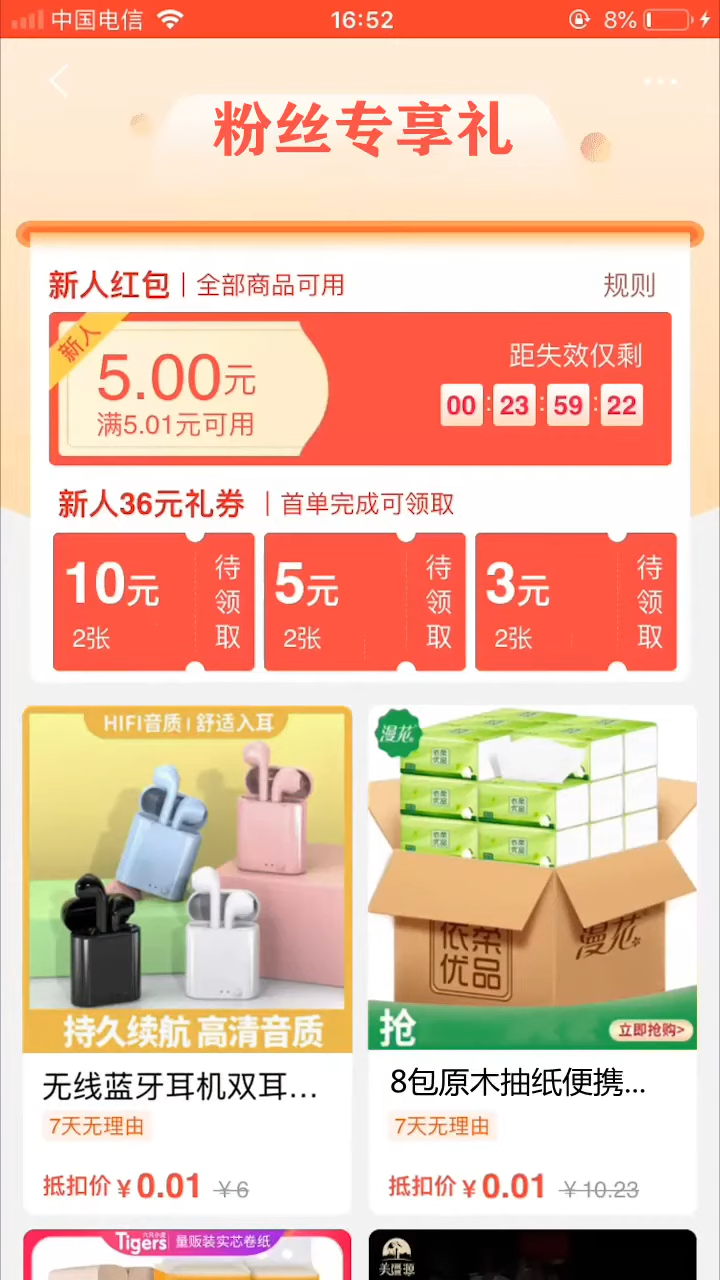 中国电信
16:52
8%
粉丝专享礼
新人红包 | 全部商品可用
规则
新人
5.00元
满5.01元可用
距失效仅剩
00:23:59:22
新人36元礼券 | 首单完成可领取
10元
2张
待领取
5元
2张
待领取
3元
2张
待领取
HIFI音质 | 舒适入耳
持久续航 高清音质
无线蓝牙耳机双耳...
7天无理由
抵扣价 ¥0.01 ¥6
漫花
依柔优品
漫花
抢
立即抢购>
8包原木抽纸便携...
7天无理由
抵扣价 ¥0.01 ¥10.23
Tigers
量贩装实芯卷纸
美疆源